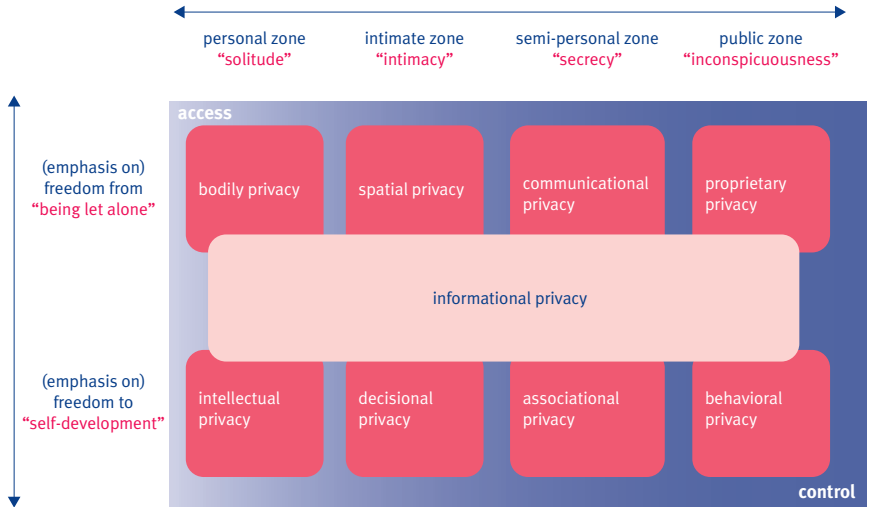 personal zone
“solitude”
intimate zone
“intimacy”
semi-personal zone
“secrecy”
public zone
“inconspicuousness”
access
(emphasis on)
freedom from
“being let alone”
bodily privacy
spatial privacy
communicational
privacy
proprietary
privacy
informational privacy
(emphasis on)
freedom to
“self-development”
intellectual
privacy
decisional
privacy
associational
privacy
behavioral
privacy
control